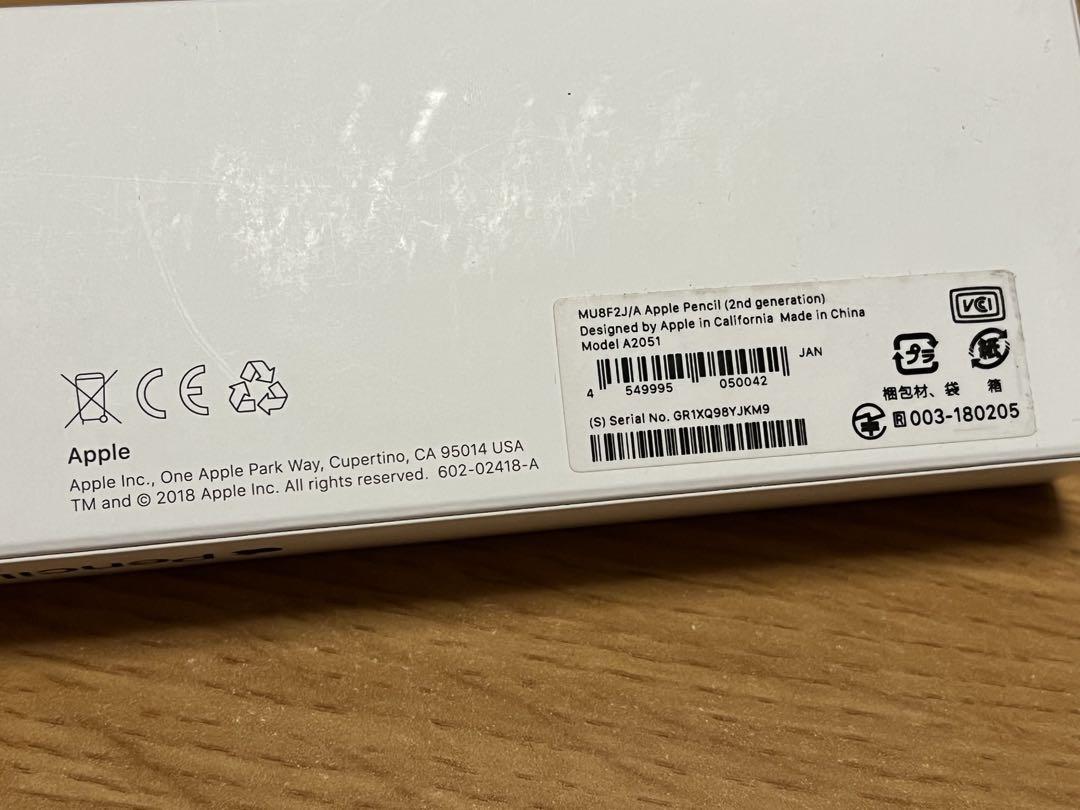 MU8F2J/A Apple Pencil (2nd generation)
Designed by Apple in California Made in China
Model A2051
JAN
4 549995 050042
(S) Serial No. GR1XQ98YJKM9
VCI
プラ 紙
梱包材、袋 箱
R 003-180205
CE
Apple
Apple Inc., One Apple Park Way, Cupertino, CA 95014 USA
TM and © 2018 Apple Inc. All rights reserved. 602-02418-A
Pencil